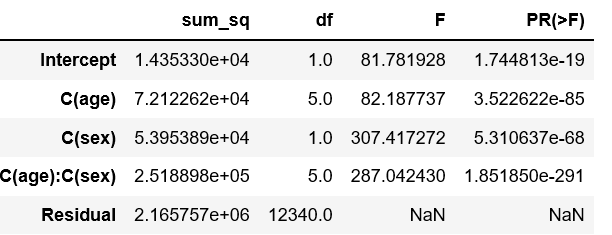 sum_sq df F PR(>F)
Intercept 1.435330e+04 1.0 81.781928 1.744813e-19
C(age) 7.212262e+04 5.0 82.187737 3.522622e-85
C(sex) 5.395389e+04 1.0 307.417272 5.310637e-68
C(age):C(sex) 2.518898e+05 5.0 287.042430 1.851850e-291
Residual 2.165757e+06 12340.0 NaN NaN